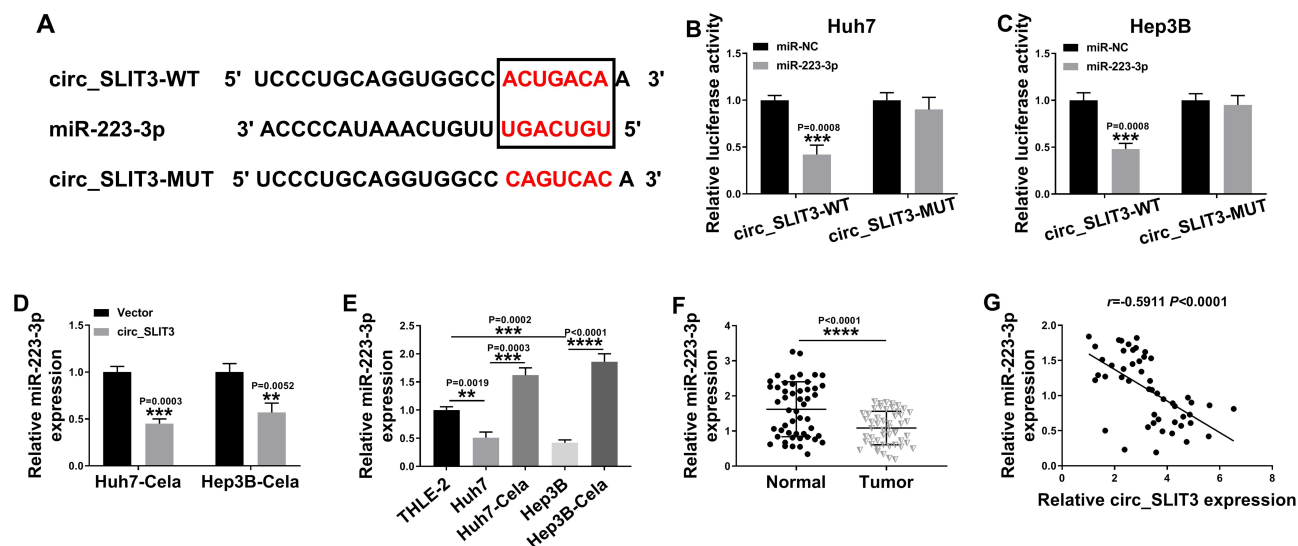 A
circ_SLIT3-WT 5' UCCCUGCAGGUGGCC ACUGACA A 3'
miR-223-3p 3' ACCCCAUAAACUGUU UGACUGU 5'
circ_SLIT3-MUT 5' UCCCUGCAGGUGGCC CAGUCAC A 3'
B
Huh7
Relative luciferase activity
1.5
1.0
0.5
0.0
miR-NC
miR-223-3p
P=0.0008
***
circ_SLIT3-WT
circ_SLIT3-MUT
C
Hep3B
Relative luciferase activity
1.5
1.0
0.5
0.0
miR-NC
miR-223-3p
P=0.0008
***
circ_SLIT3-WT
circ_SLIT3-MUT
D
Relative miR-223-3p
expression
1.5
1.0
0.5
0.0
Vector
circ_SLIT3
P=0.0003
***
P=0.0052
**
Huh7-Cela
Hep3B-Cela
E
Relative miR-223-3p
expression
2.5
2.0
1.5
1.0
0.5
0.0
P=0.0002
***
P=0.0019
**
P=0.0003
***
P<0.0001
****
THLE-2
Huh7
Huh7-Cela
Hep3B
Hep3B-Cela
F
Relative miR-223-3p
expression
4
3
2
1
0
P<0.0001
****
Normal
Tumor
G
r=-0.5911 P<0.0001
Relative miR-223-3p
expression
2.0
1.5
1.0
0.5
0.0
0
2
4
6
8
Relative circ_SLIT3 expression